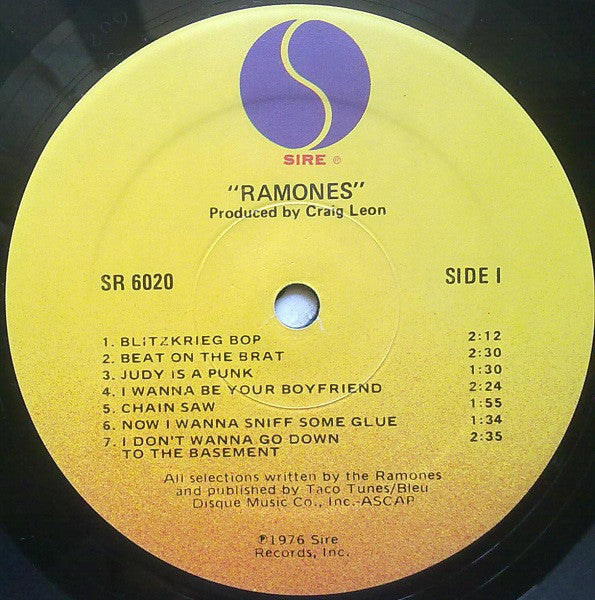 SIRE ®
"RAMONES"
Produced by Craig Leon
SR 6020
SIDE I
1. BLITZKRIEG BOP 2:12
2. BEAT ON THE BRAT 2:30
3. JUDY IS A PUNK 1:30
4. I WANNA BE YOUR BOYFRIEND 2:24
5. CHAIN SAW 1:55
6. NOW I WANNA SNIFF SOME GLUE 1:34
7. I DON'T WANNA GO DOWN 2:35
TO THE BASEMENT
All selections written by the Ramones
and published by Taco Tunes/Bleu
Disque Music Co., Inc.-ASCAP
℗1976 Sire
Records, Inc.